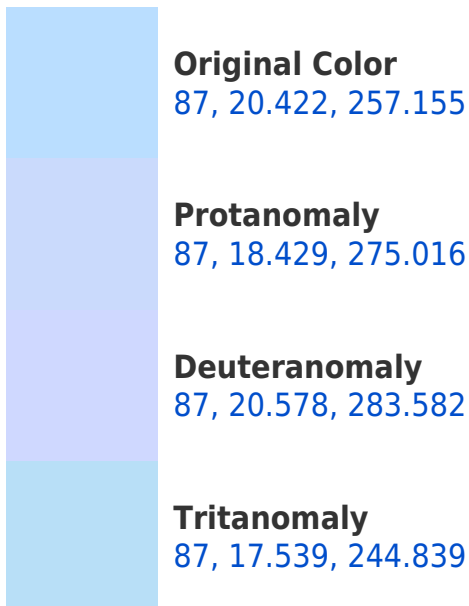 Original Color
87, 20.422, 257.155
Protanomaly
87, 18.429, 275.016
Deuteranomaly
87, 20.578, 283.582
Tritanomaly
87, 17.539, 244.839